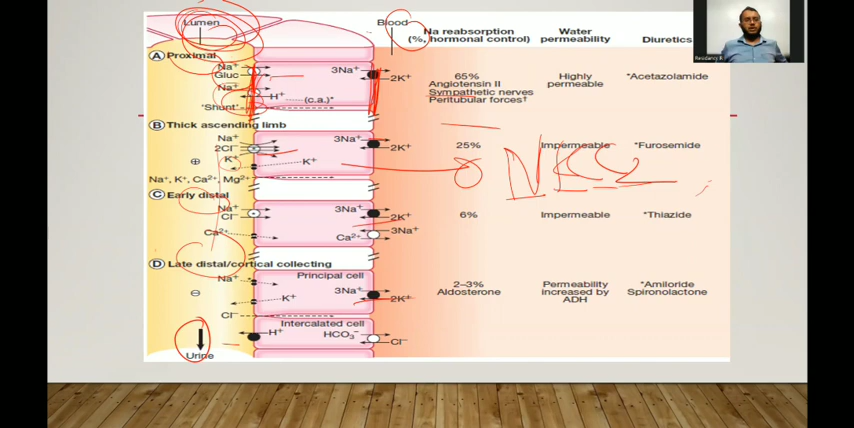 Lumen
Blood
Na reabsorption
(%, hormonal control)
Water
permeability
Diuretics
Residency R
A Proximal
Na+
Gluc
Na+
H+
(c.a.)*
'Shunt'
3Na+
2K+
65%
Angiotensin II
Sympathetic nerves
Peritubular forces†
Highly
permeable
*Acetazolamide
B Thick ascending limb
Na+
2Cl−
K+
K+
3Na+
2K+
+
Na+, K+, Ca2+, Mg2+
25%
Impermeable
*Furosemide
NKS2
C Early distal
Na+
Cl−
Ca2+
3Na+
2K+
3Na+
Ca2+
6%
Impermeable
*Thiazide
D Late distal/cortical collecting
Na+
Principal cell
K+
3Na+
2K+
−
Cl−
2–3%
Aldosterone
Permeability
increased by
ADH
*Amiloride
Spironolactone
Intercalated cell
H+
HCO3−
Cl−
Urine